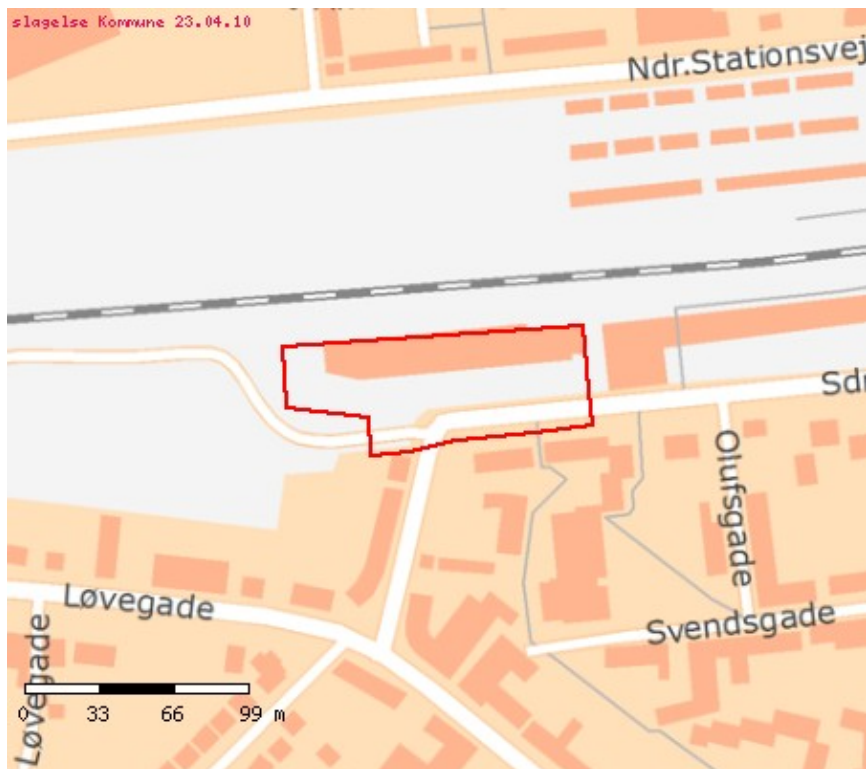 slagelse Kommune 23.04.10
Ndr.Stationsvej
Sdr
Olufsgade
Løvegade
Svendsgade
Løvegade
0 33 66 99 m